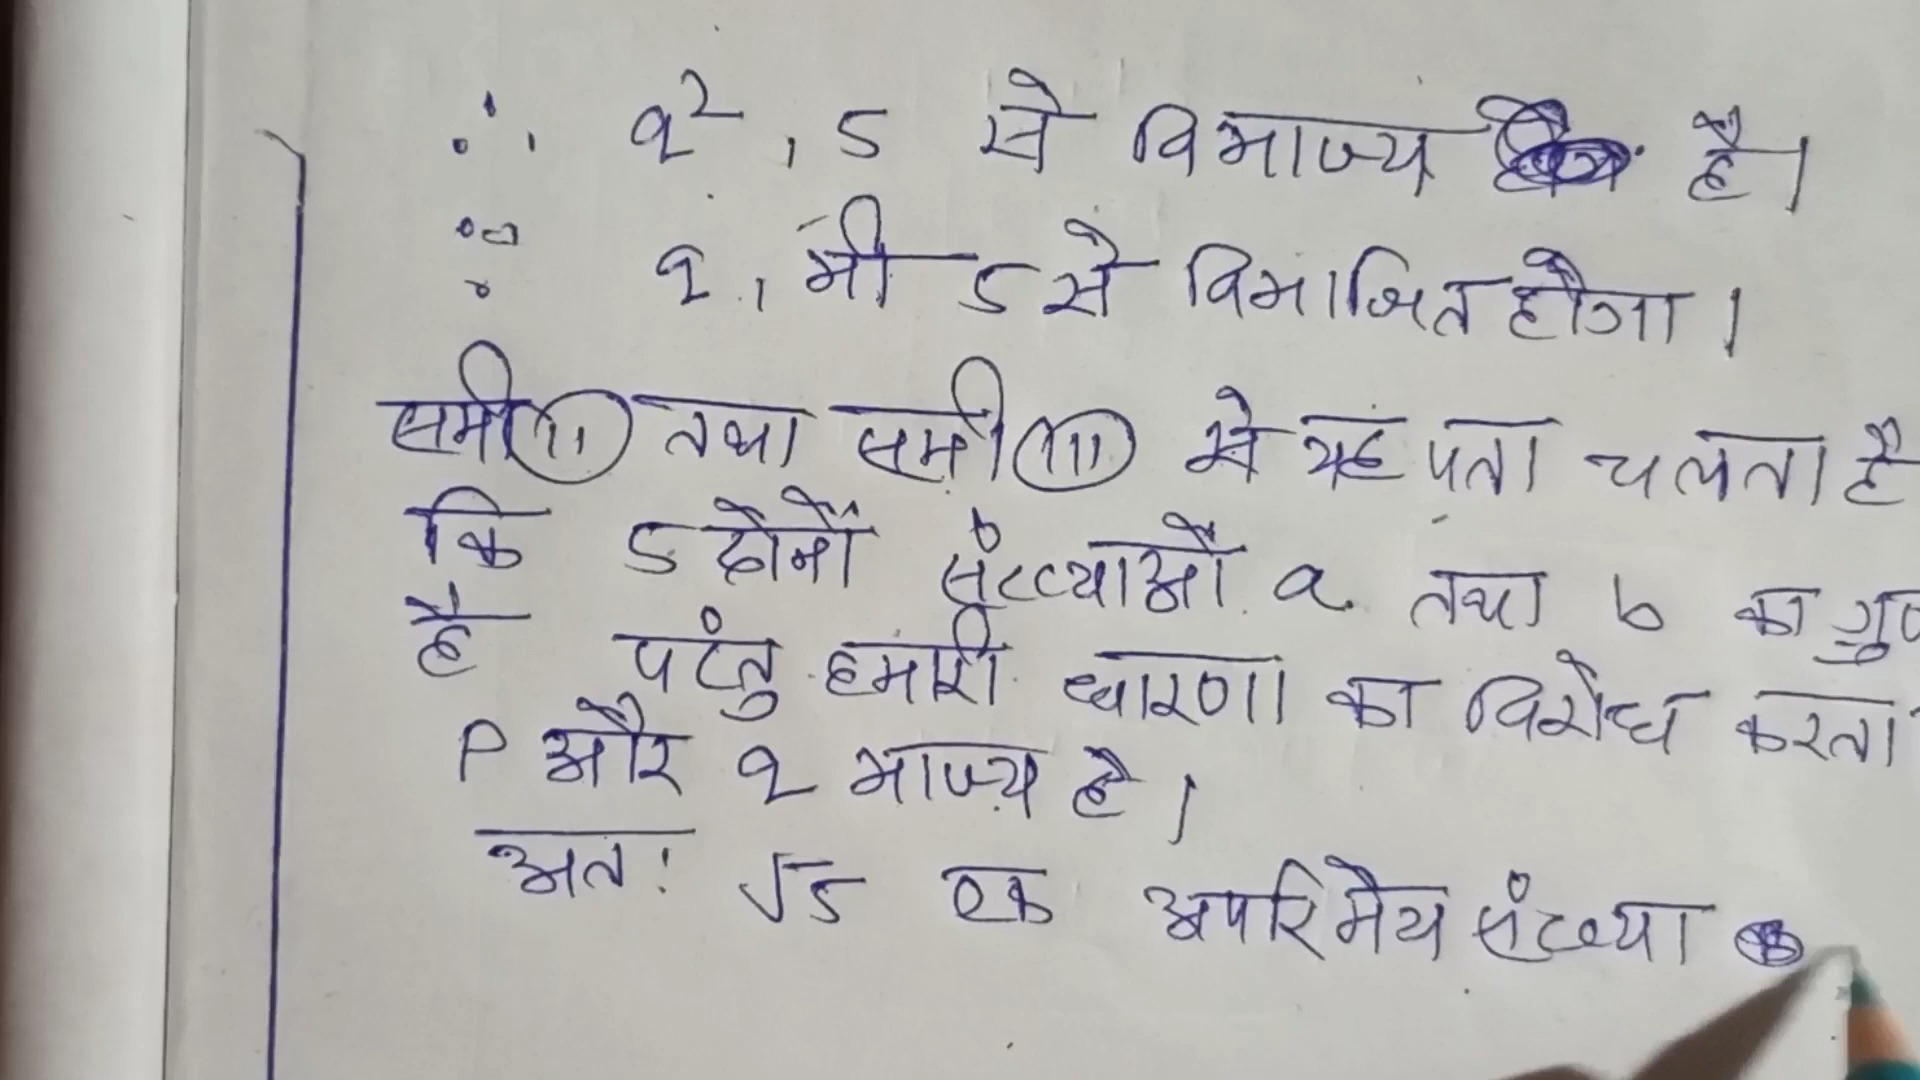 ∴ q², 5 से विभाज्य है।
∵ q, भी 5 से विभाजित होगा।
समी (ii) तथा समी (iii) से यह पता चलता है
कि 5 दोनों संख्याओं a तथा b का
है परंतु हमारी धारणा का विरोध करता
P और q भाज्य है।
अतः √5 एक अपरिमेय संख्या